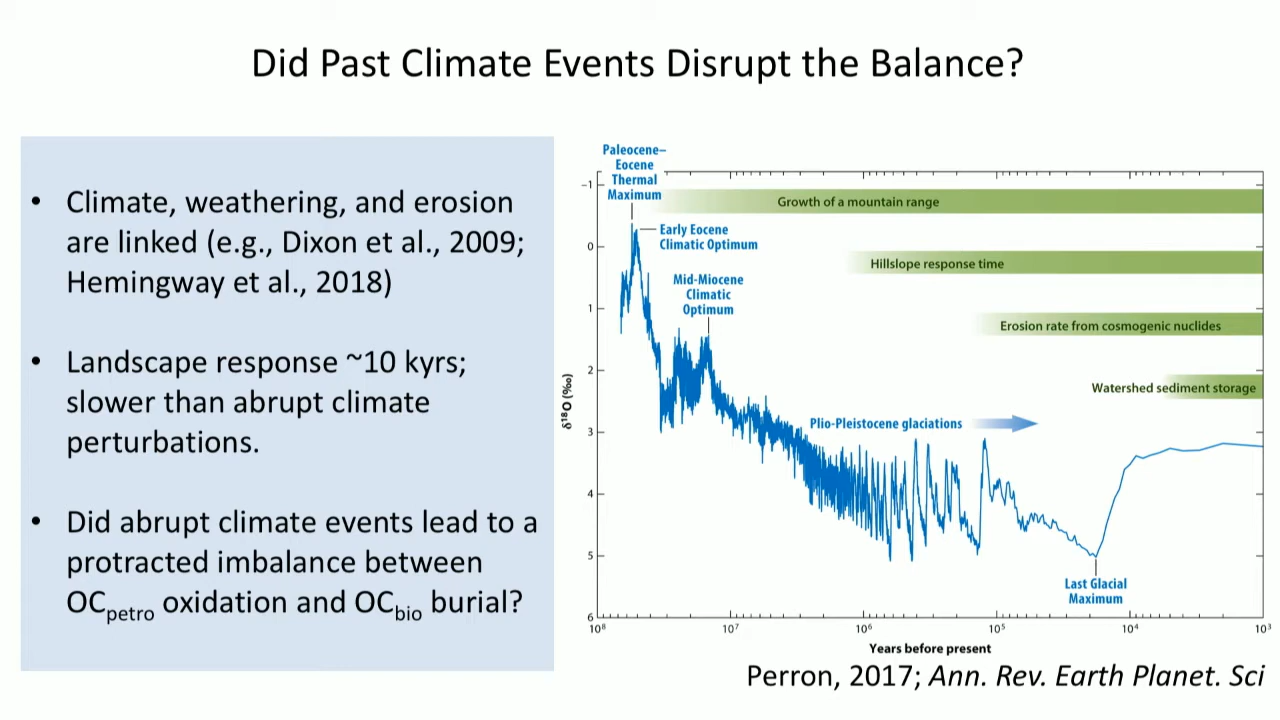 Did Past Climate Events Disrupt the Balance?
• Climate, weathering, and erosion
are linked (e.g., Dixon et al., 2009;
Hemingway et al., 2018)
• Landscape response ~10 kyrs;
slower than abrupt climate
perturbations.
• Did abrupt climate events lead to a
protracted imbalance between
OCpetro oxidation and OCbio burial?
Paleocene–
Eocene
Thermal
Maximum
Early Eocene
Climatic Optimum
Mid-Miocene
Climatic
Optimum
Growth of a mountain range
Hillslope response time
Erosion rate from cosmogenic nuclides
Watershed sediment storage
Plio-Pleistocene glaciations
Last Glacial
Maximum
δ18O (‰)
–1
0
1
2
3
4
5
6
10⁸ 10⁷ 10⁶ 10⁵ 10⁴ 10³
Years before present
Perron, 2017; Ann. Rev. Earth Planet. Sci